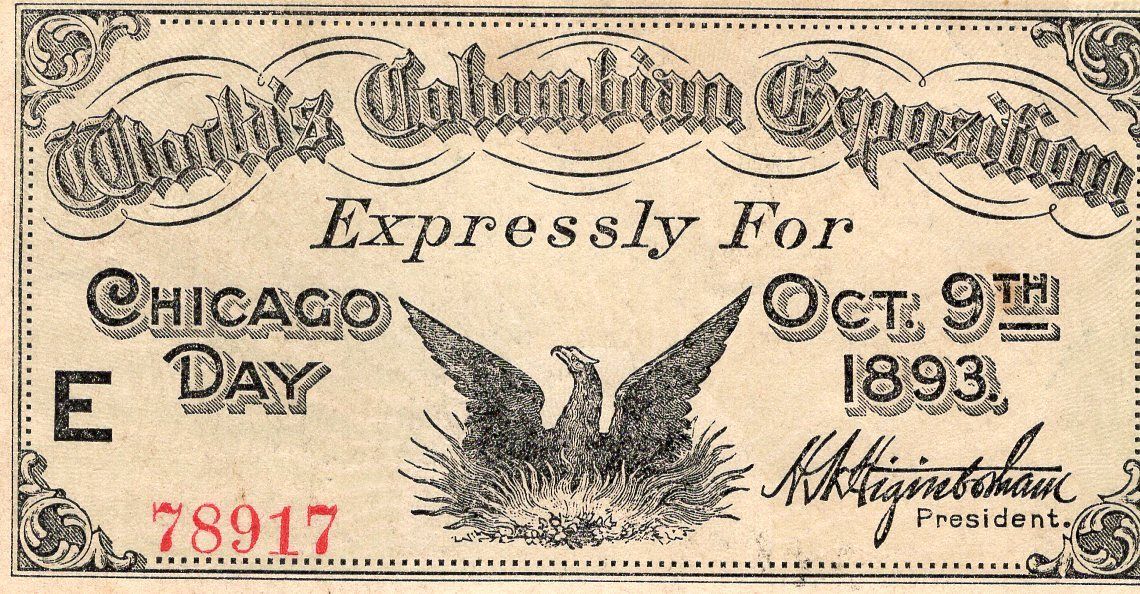 World's Columbian Exposition
Expressly For
CHICAGO DAY
OCT. 9TH 1893.
E
78917
H. N. Higinbotham
President.